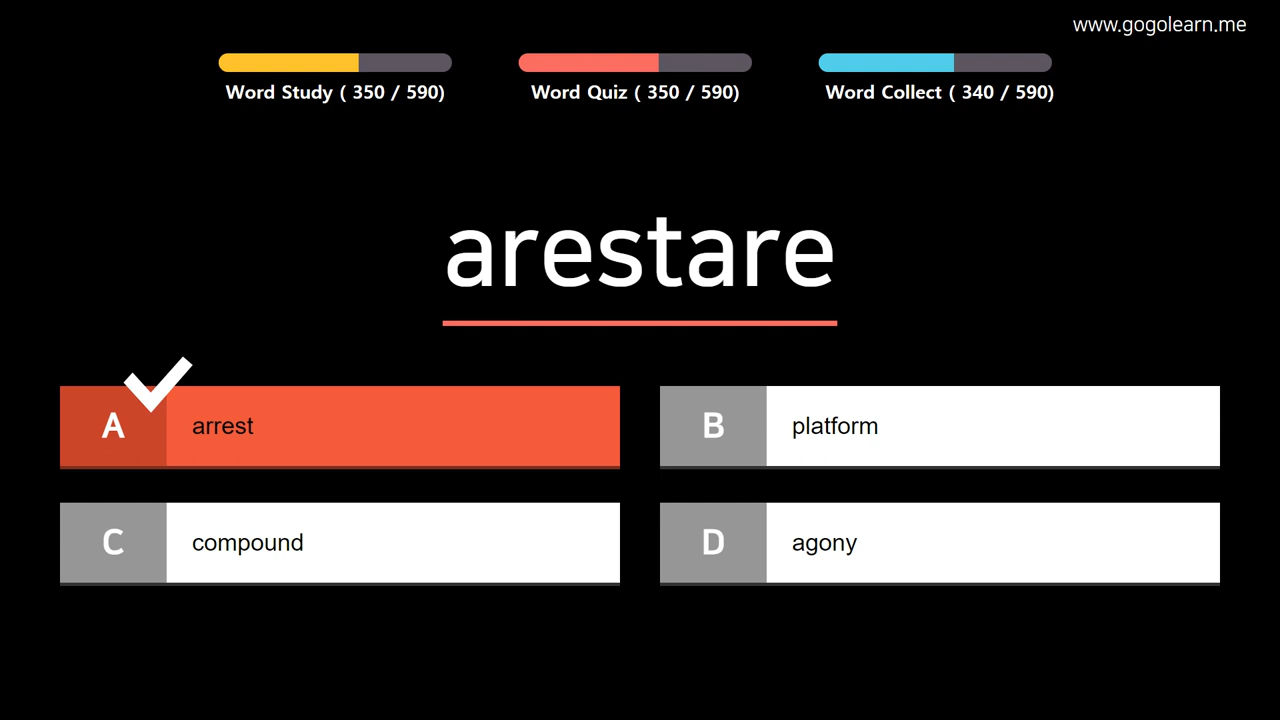 www.gogolearn.me
Word Study ( 350 / 590)
Word Quiz ( 350 / 590)
Word Collect ( 340 / 590)
arestare
A arrest
B platform
C compound
D agony